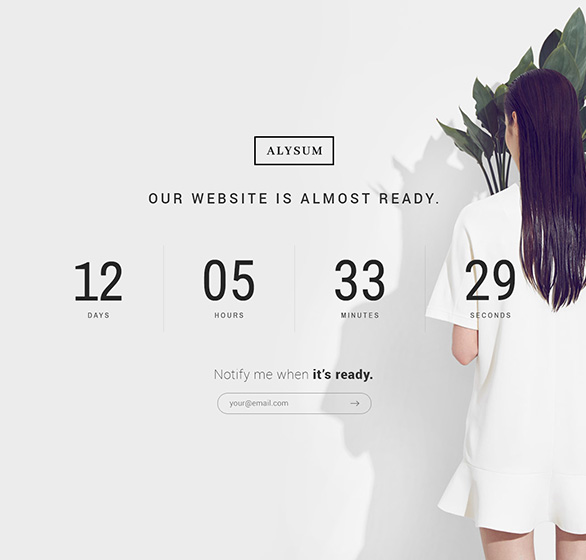 ALYSUM
OUR WEBSITE IS ALMOST READY.
12 05 33 29
DAYS HOURS MINUTES SECONDS
Notify me when it's ready.
your@email.com